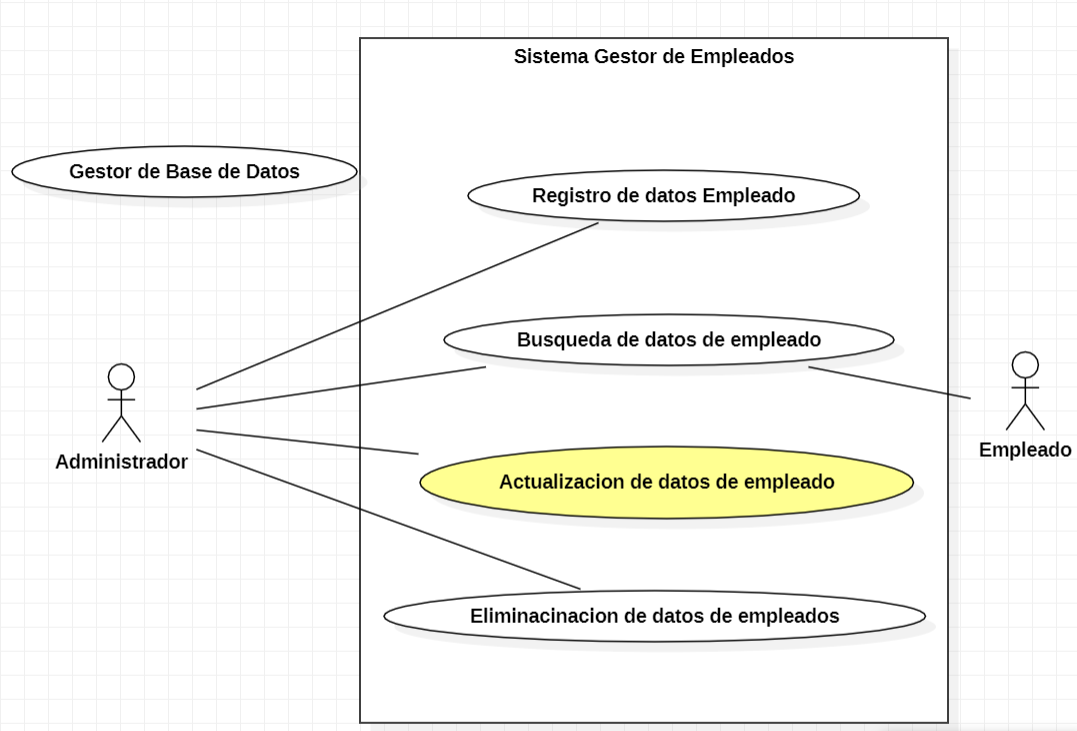 Sistema Gestor de Empleados
Gestor de Base de Datos
Registro de datos Empleado
Busqueda de datos de empleado
Administrador
Empleado
Actualizacion de datos de empleado
Eliminacinacion de datos de empleados